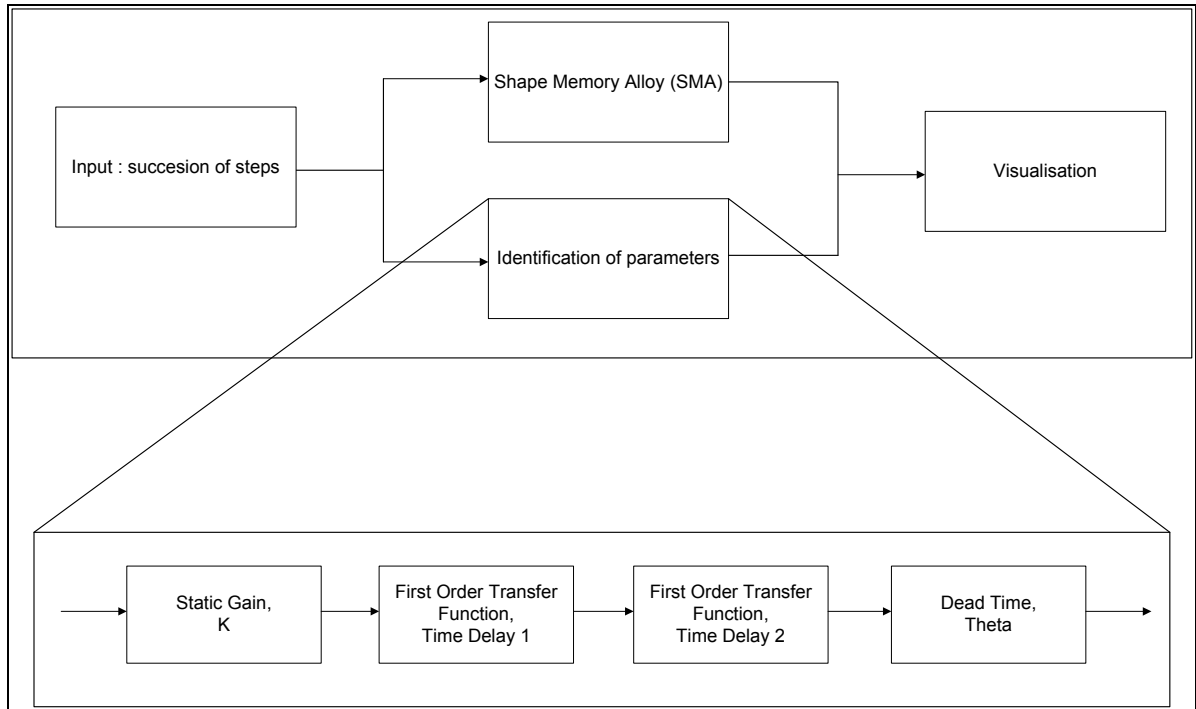 Shape Memory Alloy (SMA)
Input : succesion of steps
Visualisation
Identification of parameters
Static Gain,
K
First Order Transfer
Function,
Time Delay 1
First Order Transfer
Function,
Time Delay 2
Dead Time,
Theta